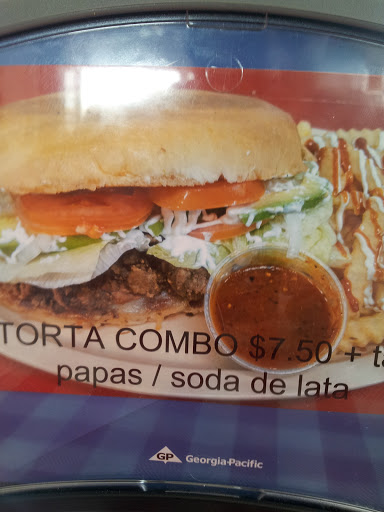 TORTA COMBO $7.50 + 
papas / soda de lata
GP Georgia-Pacific